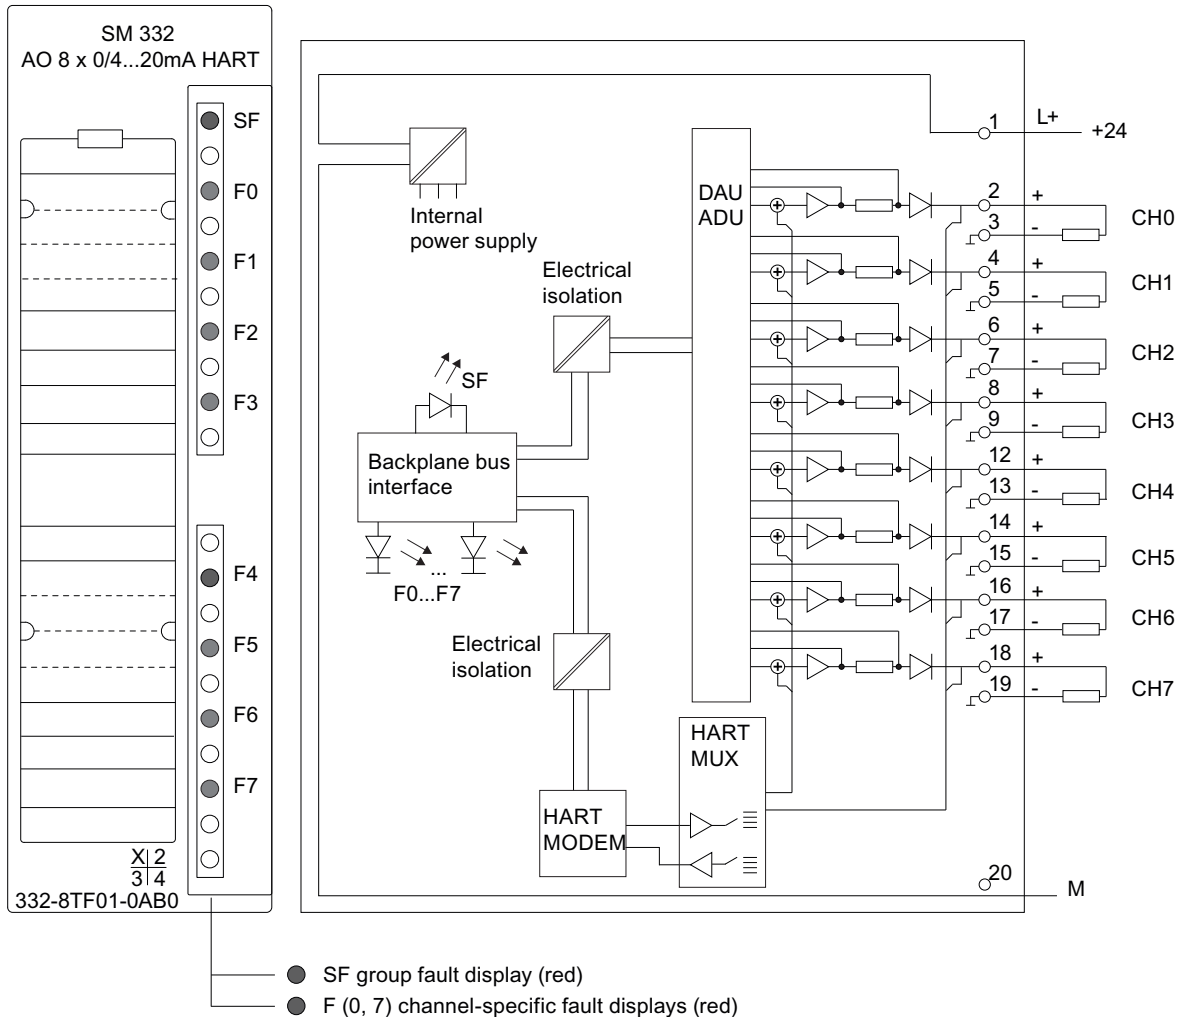 SM 332
AO 8 x 0/4...20mA HART
SF
F0
F1
F2
F3
F4
F5
F6
F7
X 2
3 4
332-8TF01-0AB0
Internal
power supply
Electrical
isolation
SF
Backplane bus
interface
F0...F7
...
Electrical
isolation
HART
MODEM
HART
MUX
DAU
ADU
1 L+ +24
2 +
3 - CH0
4 +
5 - CH1
6 +
7 - CH2
8 +
9 - CH3
12 +
13 - CH4
14 +
15 - CH5
16 +
17 - CH6
18 +
19 - CH7
20
M
SF group fault display (red)
F (0, 7) channel-specific fault displays (red)